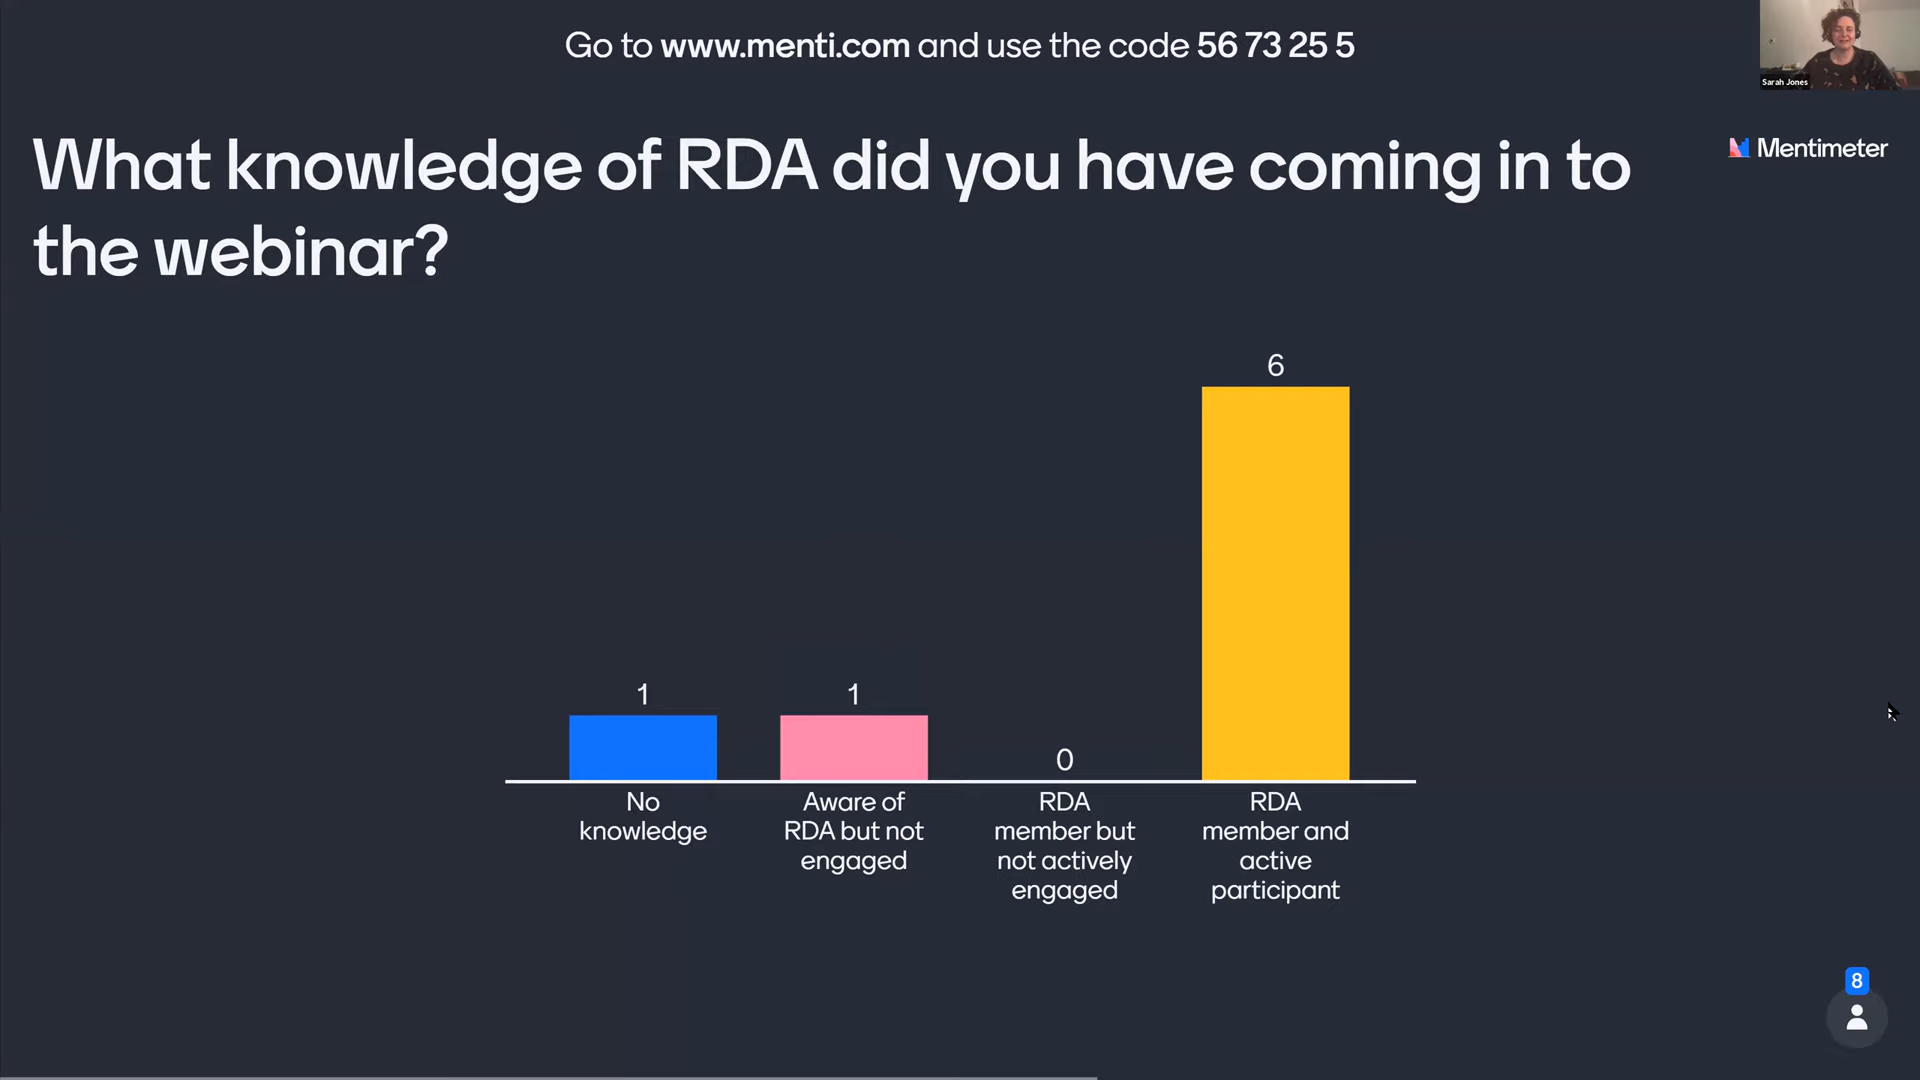 Go to www.menti.com and use the code 56 73 25 5
Sarah Jones
What knowledge of RDA did you have coming in to
the webinar?
Mentimeter
6
1
1
0
No
knowledge
Aware of
RDA but not
engaged
RDA
member but
not actively
engaged
RDA
member and
active
participant
8